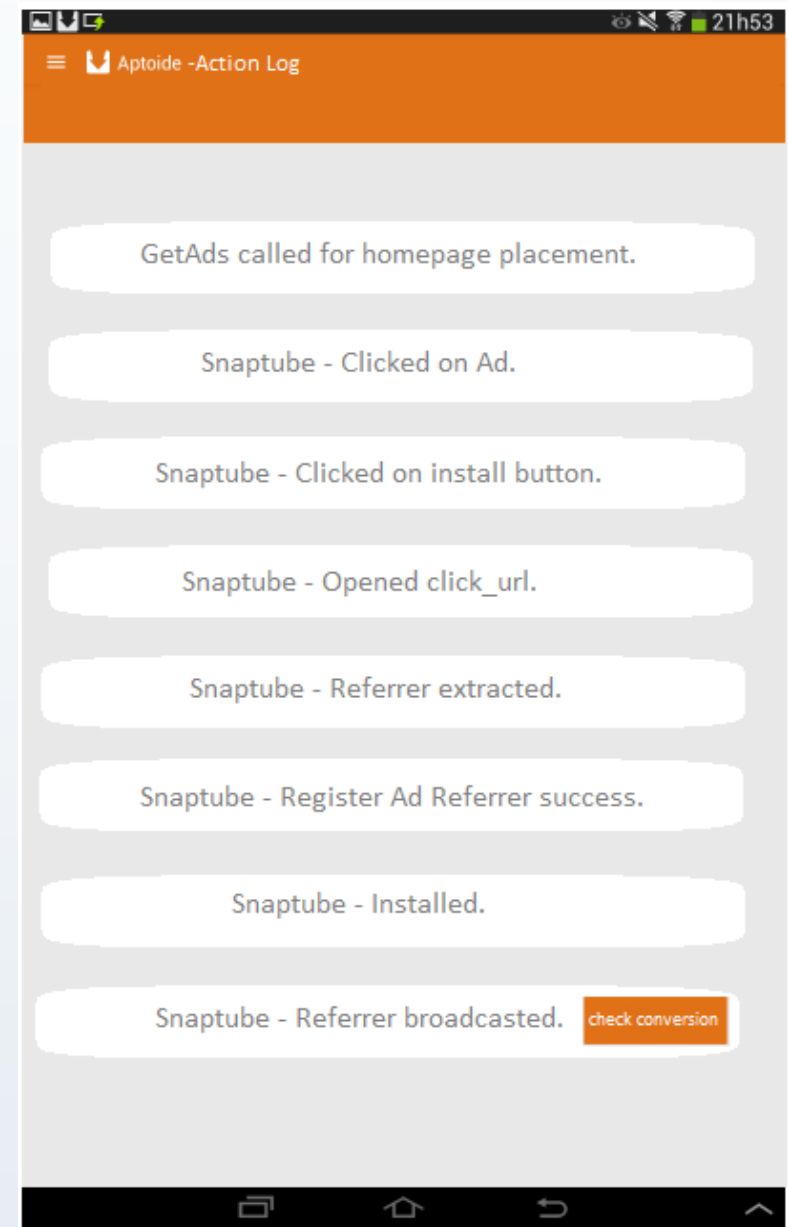 21h53
Aptoide -Action Log
GetAds called for homepage placement.
Snaptube - Clicked on Ad.
Snaptube - Clicked on install button.
Snaptube - Opened click_url.
Snaptube - Referrer extracted.
Snaptube - Register Ad Referrer success.
Snaptube - Installed.
Snaptube - Referrer broadcasted. check conversion